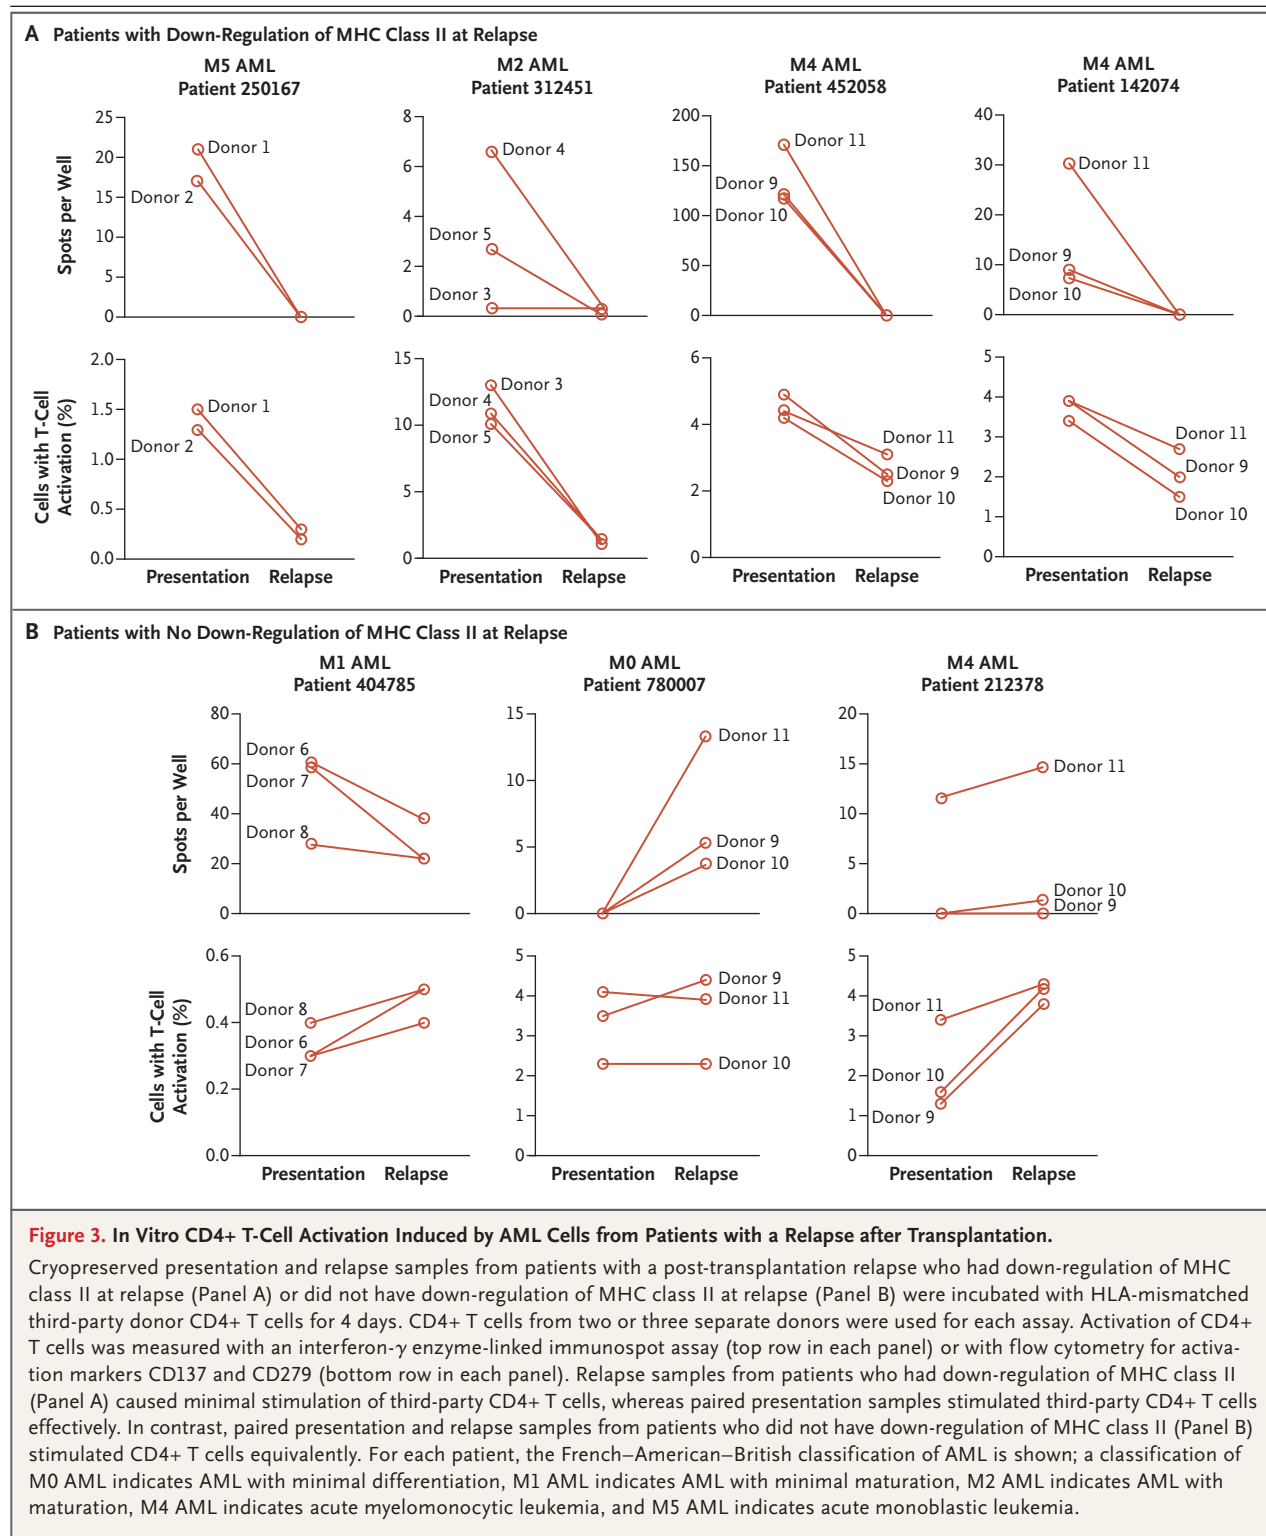 A Patients with Down-Regulation of MHC Class II at Relapse
M5 AML
Patient 250167
M2 AML
Patient 312451
M4 AML
Patient 452058
M4 AML
Patient 142074
Spots per Well
25
20
15
10
5
0
Donor 1
Donor 2
8
6
4
2
0
Donor 4
Donor 5
Donor 3
200
150
100
50
0
Donor 11
Donor 9
Donor 10
40
30
20
10
0
Donor 11
Donor 9
Donor 10
Cells with T-Cell
Activation (%)
2.0
1.5
1.0
0.5
0.0
Donor 1
Donor 2
Presentation Relapse
15
10
5
0
Donor 3
Donor 4
Donor 5
Presentation Relapse
6
4
2
0
Donor 11
Donor 9
Donor 10
Presentation Relapse
5
4
3
2
1
0
Donor 11
Donor 9
Donor 10
Presentation Relapse
B Patients with No Down-Regulation of MHC Class II at Relapse
M1 AML
Patient 404785
M0 AML
Patient 780007
M4 AML
Patient 212378
Spots per Well
80
60
40
20
0
Donor 6
Donor 7
Donor 8
15
10
5
0
Donor 11
Donor 9
Donor 10
20
15
10
5
0
Donor 11
Donor 10
Donor 9
Cells with T-Cell
Activation (%)
0.6
0.4
0.2
0.0
Donor 8
Donor 6
Donor 7
Presentation Relapse
5
4
3
2
1
0
Donor 9
Donor 11
Donor 10
Presentation Relapse
5
4
3
2
1
0
Donor 11
Donor 10
Donor 9
Presentation Relapse
Figure 3. In Vitro CD4+ T-Cell Activation Induced by AML Cells from Patients with a Relapse after Transplantation.
Cryopreserved presentation and relapse samples from patients with a post-transplantation relapse who had down-regulation of MHC
class II at relapse (Panel A) or did not have down-regulation of MHC class II at relapse (Panel B) were incubated with HLA-mismatched
third-party donor CD4+ T cells for 4 days. CD4+ T cells from two or three separate donors were used for each assay. Activation of CD4+
T cells was measured with an interferon-γ enzyme-linked immunospot assay (top row in each panel) or with flow cytometry for activa-
tion markers CD137 and CD279 (bottom row in each panel). Relapse samples from patients who had down-regulation of MHC class II
(Panel A) caused minimal stimulation of third-party CD4+ T cells, whereas paired presentation samples stimulated third-party CD4+ T cells
effectively. In contrast, paired presentation and relapse samples from patients who did not have down-regulation of MHC class II (Panel B)
stimulated CD4+ T cells equivalently. For each patient, the French–American–British classification of AML is shown; a classification of
M0 AML indicates AML with minimal differentiation, M1 AML indicates AML with minimal maturation, M2 AML indicates AML with
maturation, M4 AML indicates acute myelomonocytic leukemia, and M5 AML indicates acute monoblastic leukemia.